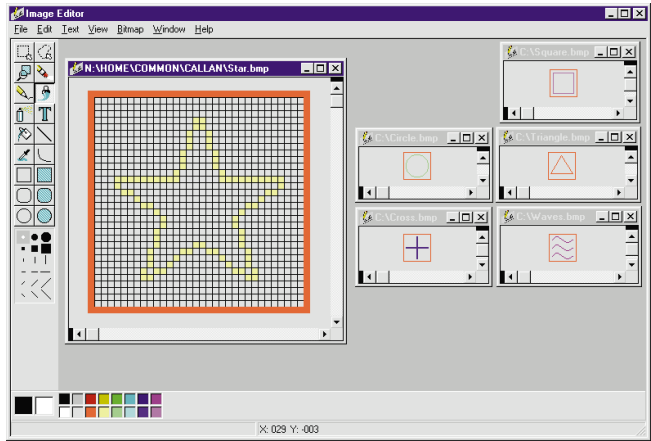 Image Editor
File Edit Text View Bitmap Window Help
N:\HOME\COMMON\CALLAN\Star.bmp
C:\Square.bmp
C:\Circle.bmp
C:\Triangle.bmp
C:\Cross.bmp
C:\Waves.bmp
T
X: 029 Y: -003